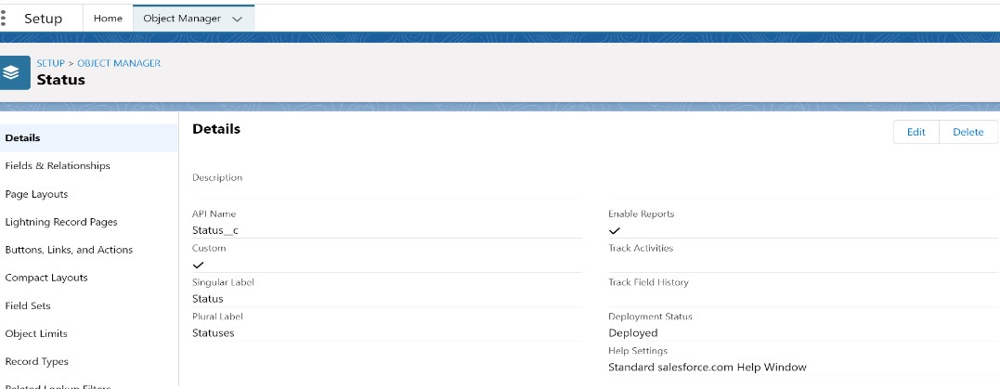 Setup
Home
Object Manager
SETUP > OBJECT MANAGER
Status
Details
Fields & Relationships
Page Layouts
Lightning Record Pages
Buttons, Links, and Actions
Compact Layouts
Field Sets
Object Limits
Record Types
Related Lookup Filters
Details
Edit
Delete
Description
API Name
Status__c
Custom
Singular Label
Status
Plural Label
Statuses
Enable Reports
Track Activities
Track Field History
Deployment Status
Deployed
Help Settings
Standard salesforce.com Help Window